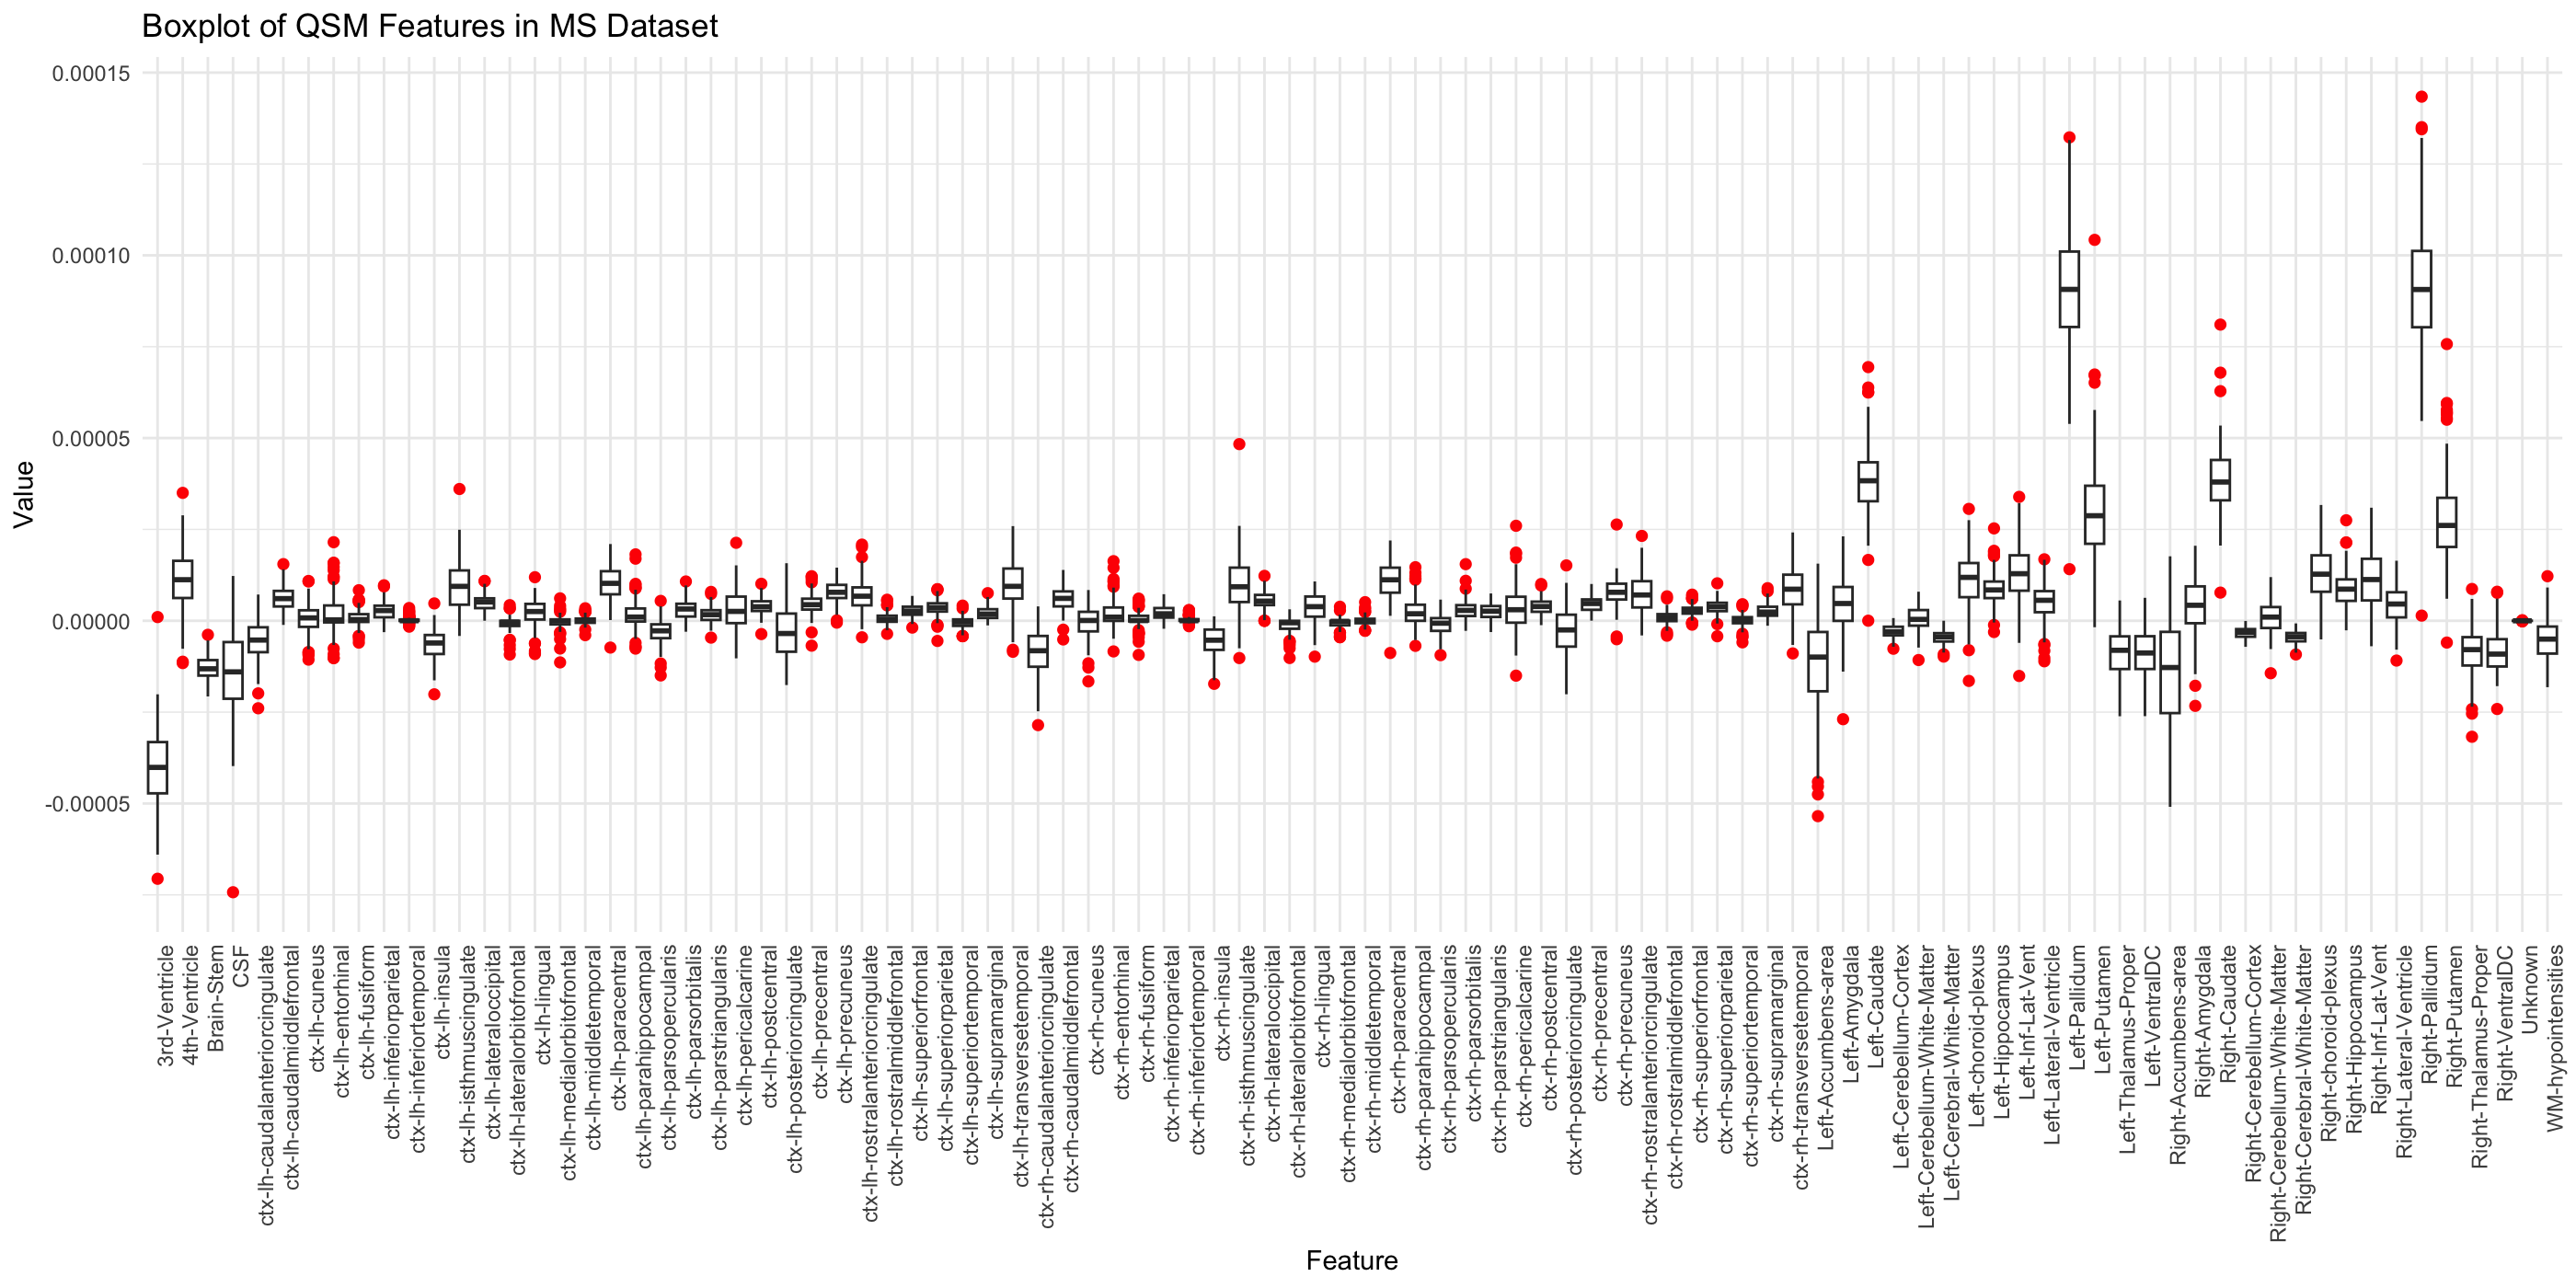 Boxplot of QSM Features in MS Dataset
0.00015
0.00010
0.00005
0.00000
-0.00005
Value
3rd-Ventricle
4th-Ventricle
Brain-Stem
CSF
ctx-lh-caudalanteriorcingulate
ctx-lh-caudalmiddlefrontal
ctx-lh-cuneus
ctx-lh-entorhinal
ctx-lh-fusiform
ctx-lh-inferiorparietal
ctx-lh-inferiortemporal
ctx-lh-insula
ctx-lh-isthmuscingulate
ctx-lh-lateraloccipital
ctx-lh-lateralorbitofrontal
ctx-lh-lingual
ctx-lh-medialorbitofrontal
ctx-lh-middletemporal
ctx-lh-paracentral
ctx-lh-parahippocampal
ctx-lh-parsopercularis
ctx-lh-parsorbitalis
ctx-lh-parstriangularis
ctx-lh-pericalcarine
ctx-lh-postcentral
ctx-lh-posteriorcingulate
ctx-lh-precentral
ctx-lh-precuneus
ctx-lh-rostralanteriorcingulate
ctx-lh-rostralmiddlefrontal
ctx-lh-superiorfrontal
ctx-lh-superiorparietal
ctx-lh-superiortemporal
ctx-lh-supramarginal
ctx-lh-transversetemporal
ctx-rh-caudalanteriorcingulate
ctx-rh-caudalmiddlefrontal
ctx-rh-cuneus
ctx-rh-entorhinal
ctx-rh-fusiform
ctx-rh-inferiorparietal
ctx-rh-inferiortemporal
ctx-rh-insula
ctx-rh-isthmuscingulate
ctx-rh-lateraloccipital
ctx-rh-lateralorbitofrontal
ctx-rh-lingual
ctx-rh-medialorbitofrontal
ctx-rh-middletemporal
ctx-rh-paracentral
ctx-rh-parahippocampal
ctx-rh-parsopercularis
ctx-rh-parsorbitalis
ctx-rh-parstriangularis
ctx-rh-pericalcarine
ctx-rh-postcentral
ctx-rh-posteriorcingulate
ctx-rh-precentral
ctx-rh-precuneus
ctx-rh-rostralanteriorcingulate
ctx-rh-rostralmiddlefrontal
ctx-rh-superiorfrontal
ctx-rh-superiorparietal
ctx-rh-superiortemporal
ctx-rh-supramarginal
ctx-rh-transversetemporal
Left-Accumbens-area
Left-Amygdala
Left-Caudate
Left-Cerebellum-Cortex
Left-Cerebellum-White-Matter
Left-Cerebral-White-Matter
Left-choroid-plexus
Left-Hippocampus
Left-Inf-Lat-Vent
Left-Lateral-Ventricle
Left-Pallidum
Left-Putamen
Left-Thalamus-Proper
Left-VentralDC
Right-Accumbens-area
Right-Amygdala
Right-Caudate
Right-Cerebellum-Cortex
Right-Cerebellum-White-Matter
Right-Cerebral-White-Matter
Right-choroid-plexus
Right-Hippocampus
Right-Inf-Lat-Vent
Right-Lateral-Ventricle
Right-Pallidum
Right-Putamen
Right-Thalamus-Proper
Right-VentralDC
Unknown
WM-hypointensities
Feature